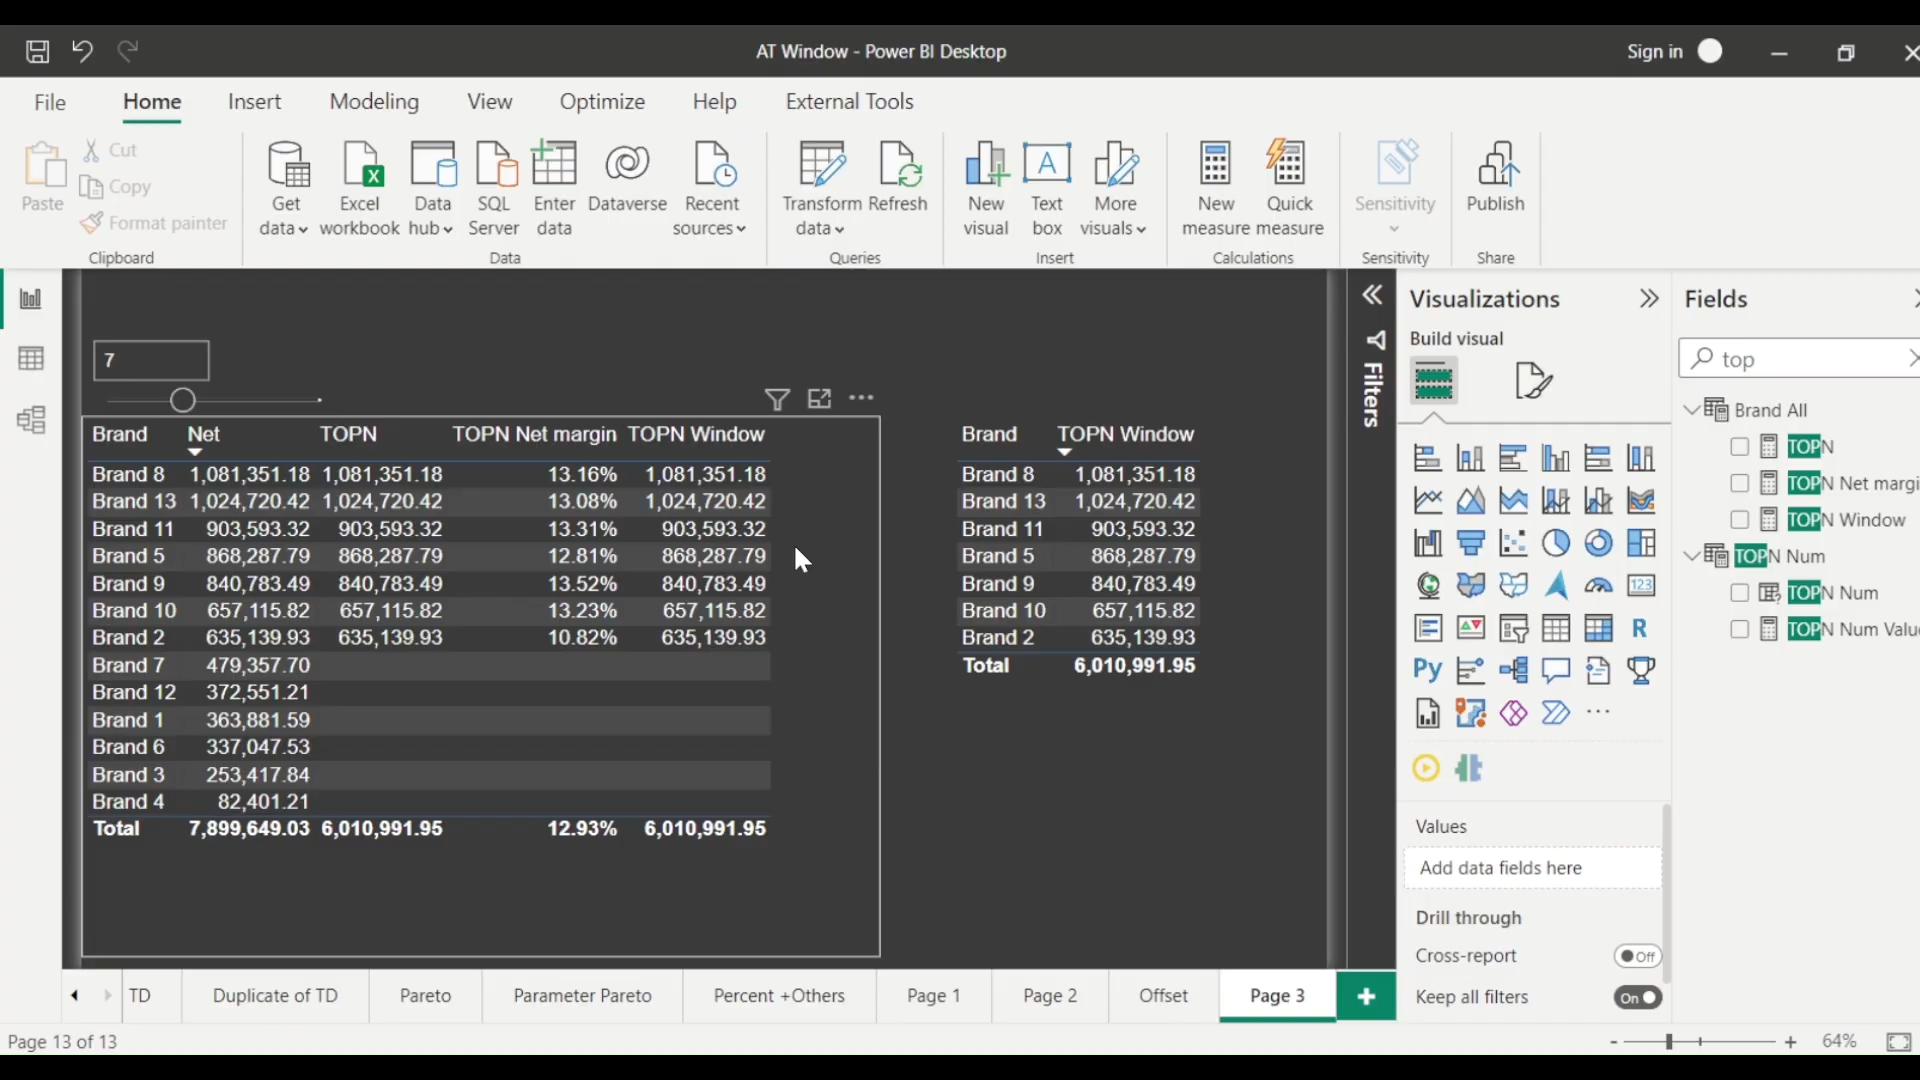 AT Window - Power BI Desktop
Sign in
File Home Insert Modeling View Optimize Help External Tools
Paste
Cut
Copy
Format painter
Clipboard
Get data
Excel workbook
Data hub
SQL Server
Enter data
Dataverse
Recent sources
Data
Transform data
Refresh
Queries
New visual
Text box
More visuals
Insert
New measure
Quick measure
Calculations
Sensitivity
Sensitivity
Publish
Share
7
Brand Net TOPN TOPN Net margin TOPN Window
Brand 8 1,081,351.18 1,081,351.18 13.16% 1,081,351.18
Brand 13 1,024,720.42 1,024,720.42 13.08% 1,024,720.42
Brand 11 903,593.32 903,593.32 13.31% 903,593.32
Brand 5 868,287.79 868,287.79 12.81% 868,287.79
Brand 9 840,783.49 840,783.49 13.52% 840,783.49
Brand 10 657,115.82 657,115.82 13.23% 657,115.82
Brand 2 635,139.93 635,139.93 10.82% 635,139.93
Brand 7 479,357.70
Brand 12 372,551.21
Brand 1 363,881.59
Brand 6 337,047.53
Brand 3 253,417.84
Brand 4 82,401.21
Total 7,899,649.03 6,010,991.95 12.93% 6,010,991.95
Brand TOPN Window
Brand 8 1,081,351.18
Brand 13 1,024,720.42
Brand 11 903,593.32
Brand 5 868,287.79
Brand 9 840,783.49
Brand 10 657,115.82
Brand 2 635,139.93
Total 6,010,991.95
Filters
Visualizations
Build visual
123
R
Py
Values
Add data fields here
Drill through
Cross-report Off
Keep all filters On
Fields
top
Brand All
TOPN
TOPN Net margi
TOPN Window
TOPN Num
TOPN Num
TOPN Num Valu
TD Duplicate of TD Pareto Parameter Pareto Percent +Others Page 1 Page 2 Offset Page 3
Page 13 of 13
- + 64%